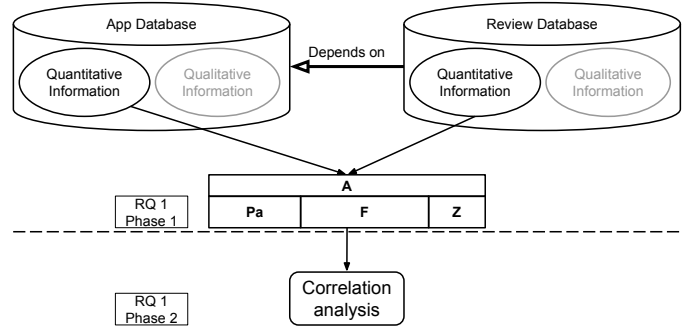 App Database
Review Database
Depends on
Quantitative
Information
Qualitative
Information
Quantitative
Information
Qualitative
Information
A
RQ 1
Phase 1
Pa
F
Z
Correlation
analysis
RQ 1
Phase 2